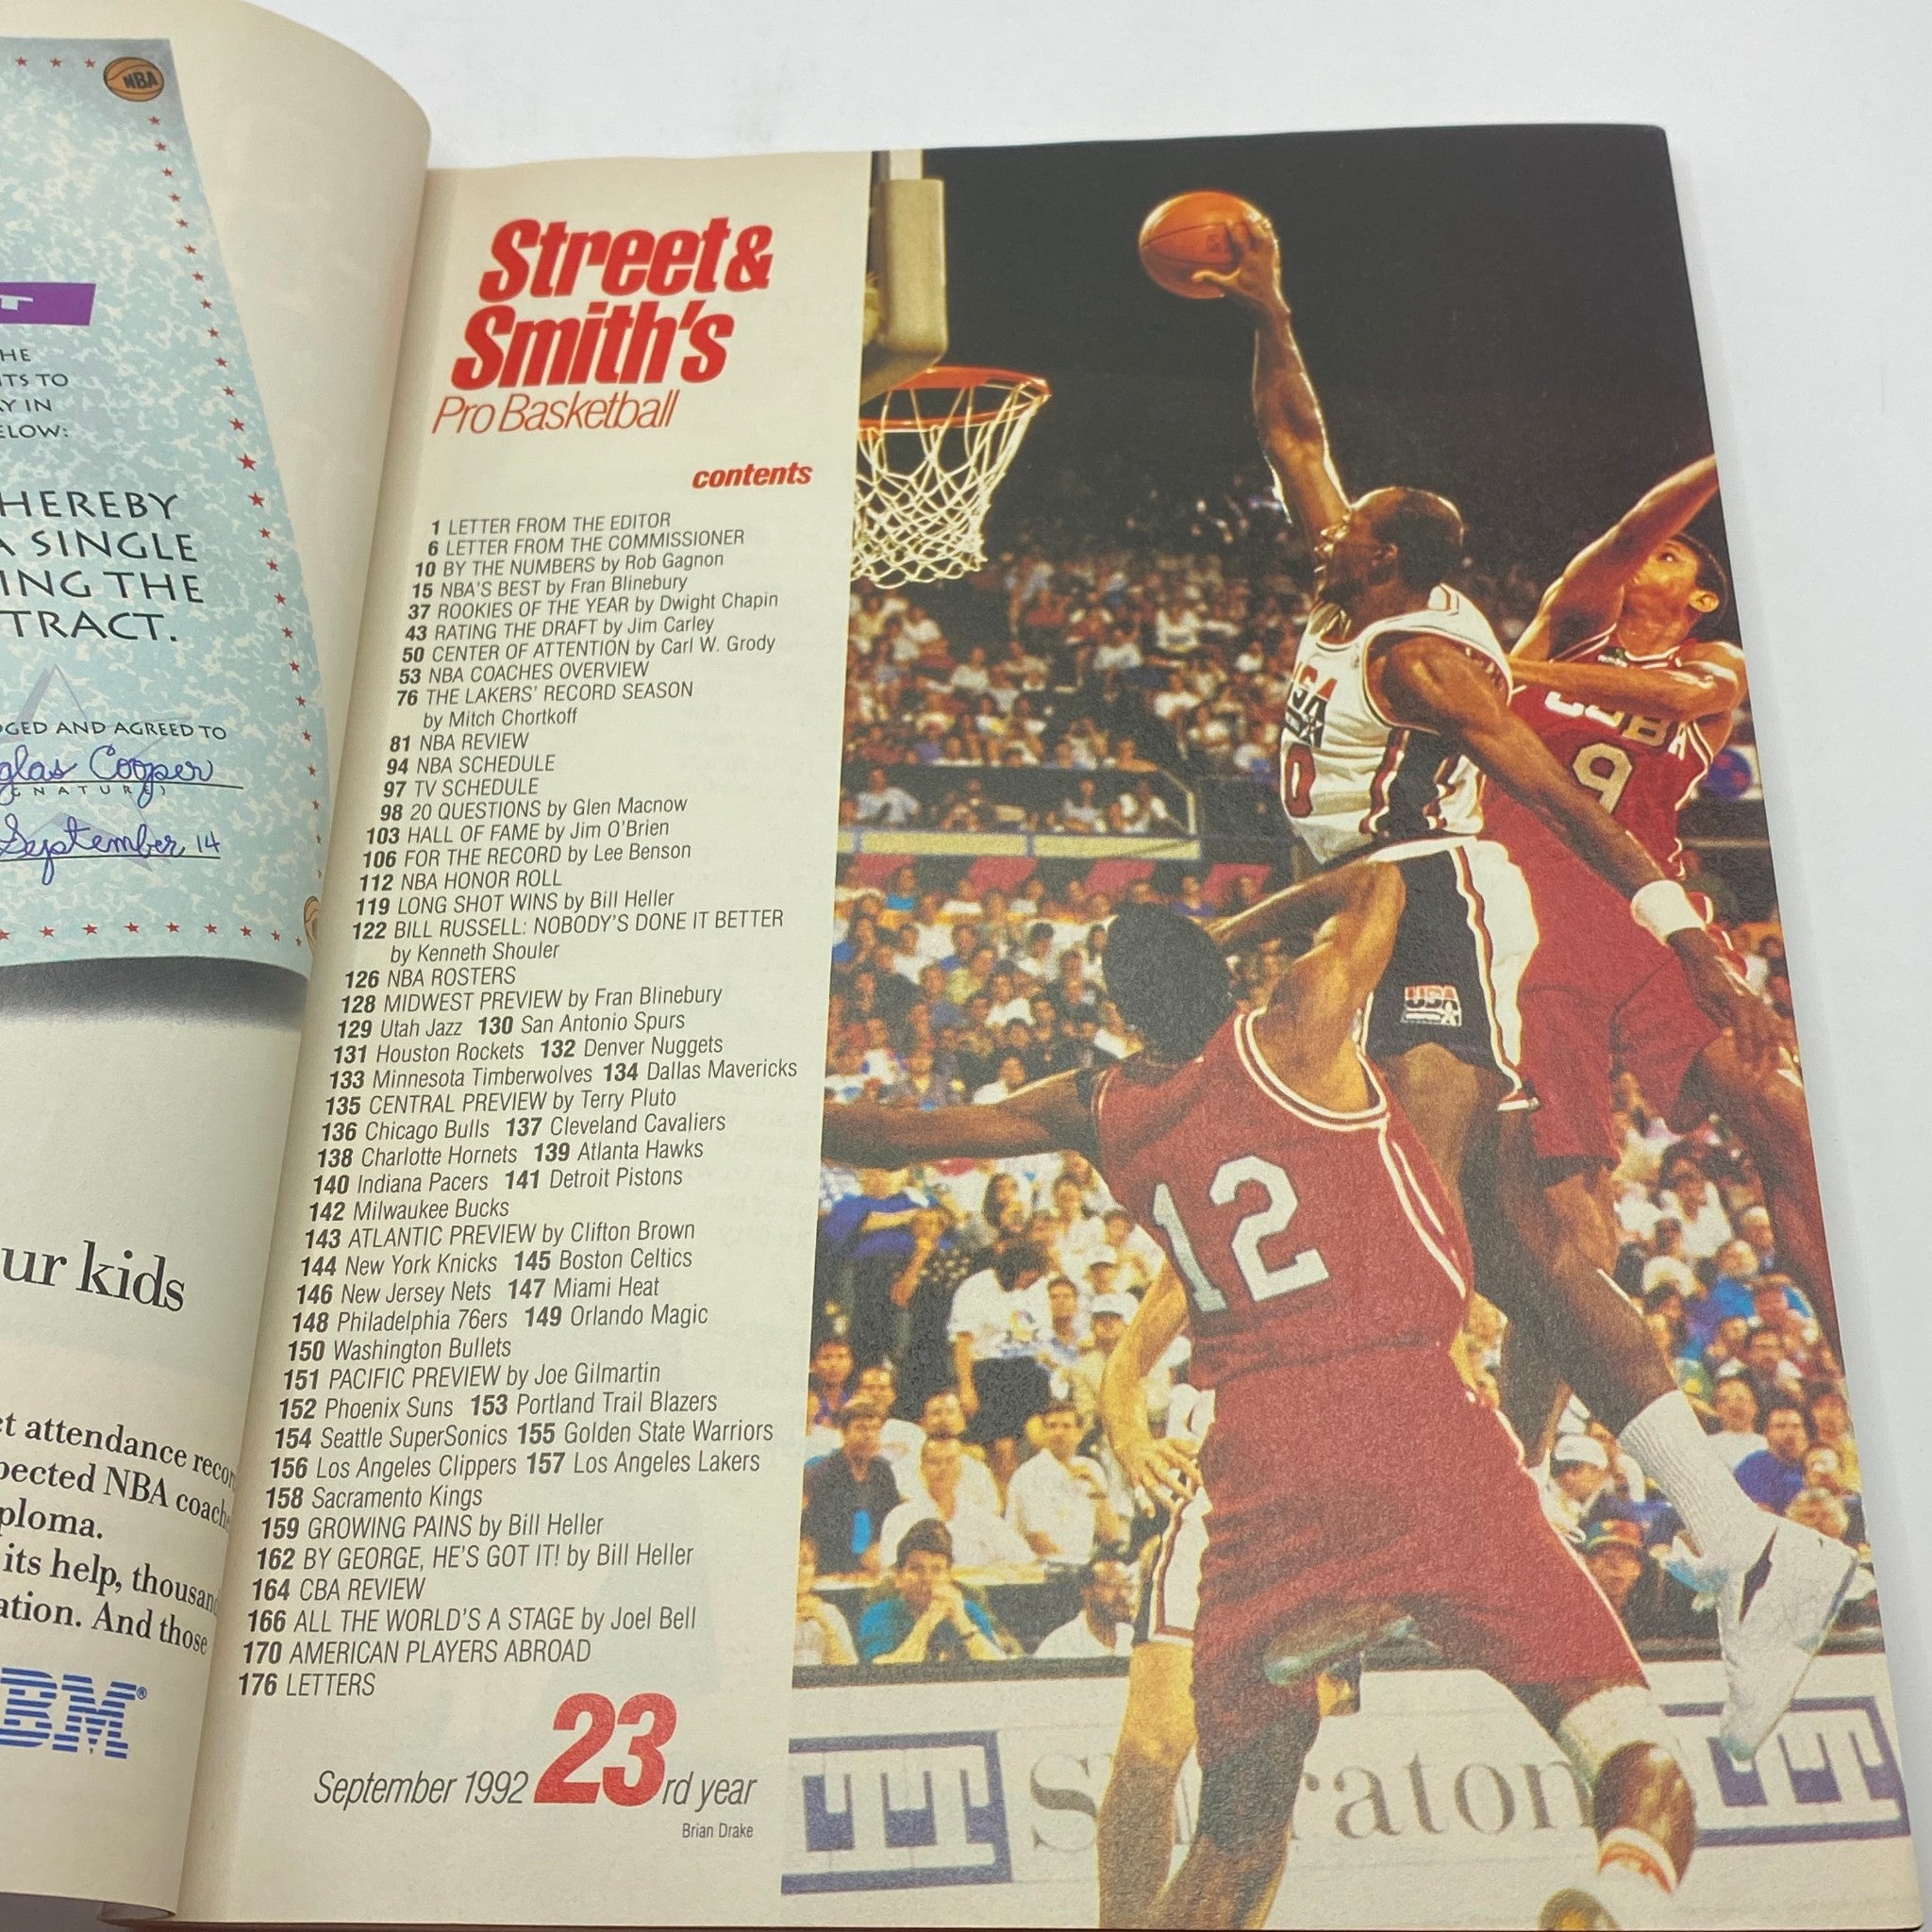 NBA
T
HE
TS TO
Y IN
ELOW:
HEREBY
A SINGLE
ING THE
TRACT.
GED AND AGREED TO
glas Cooper
GNATURE)
September 14
ur kids
t attendance recor
pected NBA coach
ploma.
its help, thousan
ation. And those
BM®
Street &
Smith's
Pro Basketball
contents
1 LETTER FROM THE EDITOR
6 LETTER FROM THE COMMISSIONER
10 BY THE NUMBERS by Rob Gagnon
15 NBA'S BEST by Fran Blinebury
37 ROOKIES OF THE YEAR by Dwight Chapin
43 RATING THE DRAFT by Jim Carley
50 CENTER OF ATTENTION by Carl W. Grody
53 NBA COACHES OVERVIEW
76 THE LAKERS' RECORD SEASON
by Mitch Chortkoff
81 NBA REVIEW
94 NBA SCHEDULE
97 TV SCHEDULE
98 20 QUESTIONS by Glen Macnow
103 HALL OF FAME by Jim O'Brien
106 FOR THE RECORD by Lee Benson
112 NBA HONOR ROLL
119 LONG SHOT WINS by Bill Heller
122 BILL RUSSELL: NOBODY'S DONE IT BETTER
by Kenneth Shouler
126 NBA ROSTERS
128 MIDWEST PREVIEW by Fran Blinebury
129 Utah Jazz 130 San Antonio Spurs
131 Houston Rockets 132 Denver Nuggets
133 Minnesota Timberwolves 134 Dallas Mavericks
135 CENTRAL PREVIEW by Terry Pluto
136 Chicago Bulls 137 Cleveland Cavaliers
138 Charlotte Hornets 139 Atlanta Hawks
140 Indiana Pacers 141 Detroit Pistons
142 Milwaukee Bucks
143 ATLANTIC PREVIEW by Clifton Brown
144 New York Knicks 145 Boston Celtics
146 New Jersey Nets 147 Miami Heat
148 Philadelphia 76ers 149 Orlando Magic
150 Washington Bullets
151 PACIFIC PREVIEW by Joe Gilmartin
152 Phoenix Suns 153 Portland Trail Blazers
154 Seattle SuperSonics 155 Golden State Warriors
156 Los Angeles Clippers 157 Los Angeles Lakers
158 Sacramento Kings
159 GROWING PAINS by Bill Heller
162 BY GEORGE, HE'S GOT IT! by Bill Heller
164 CBA REVIEW
166 ALL THE WORLD'S A STAGE by Joel Bell
170 AMERICAN PLAYERS ABROAD
176 LETTERS
September 1992 23rd year
Brian Drake
USA
0
9
USA
12
ITT S raton ITT